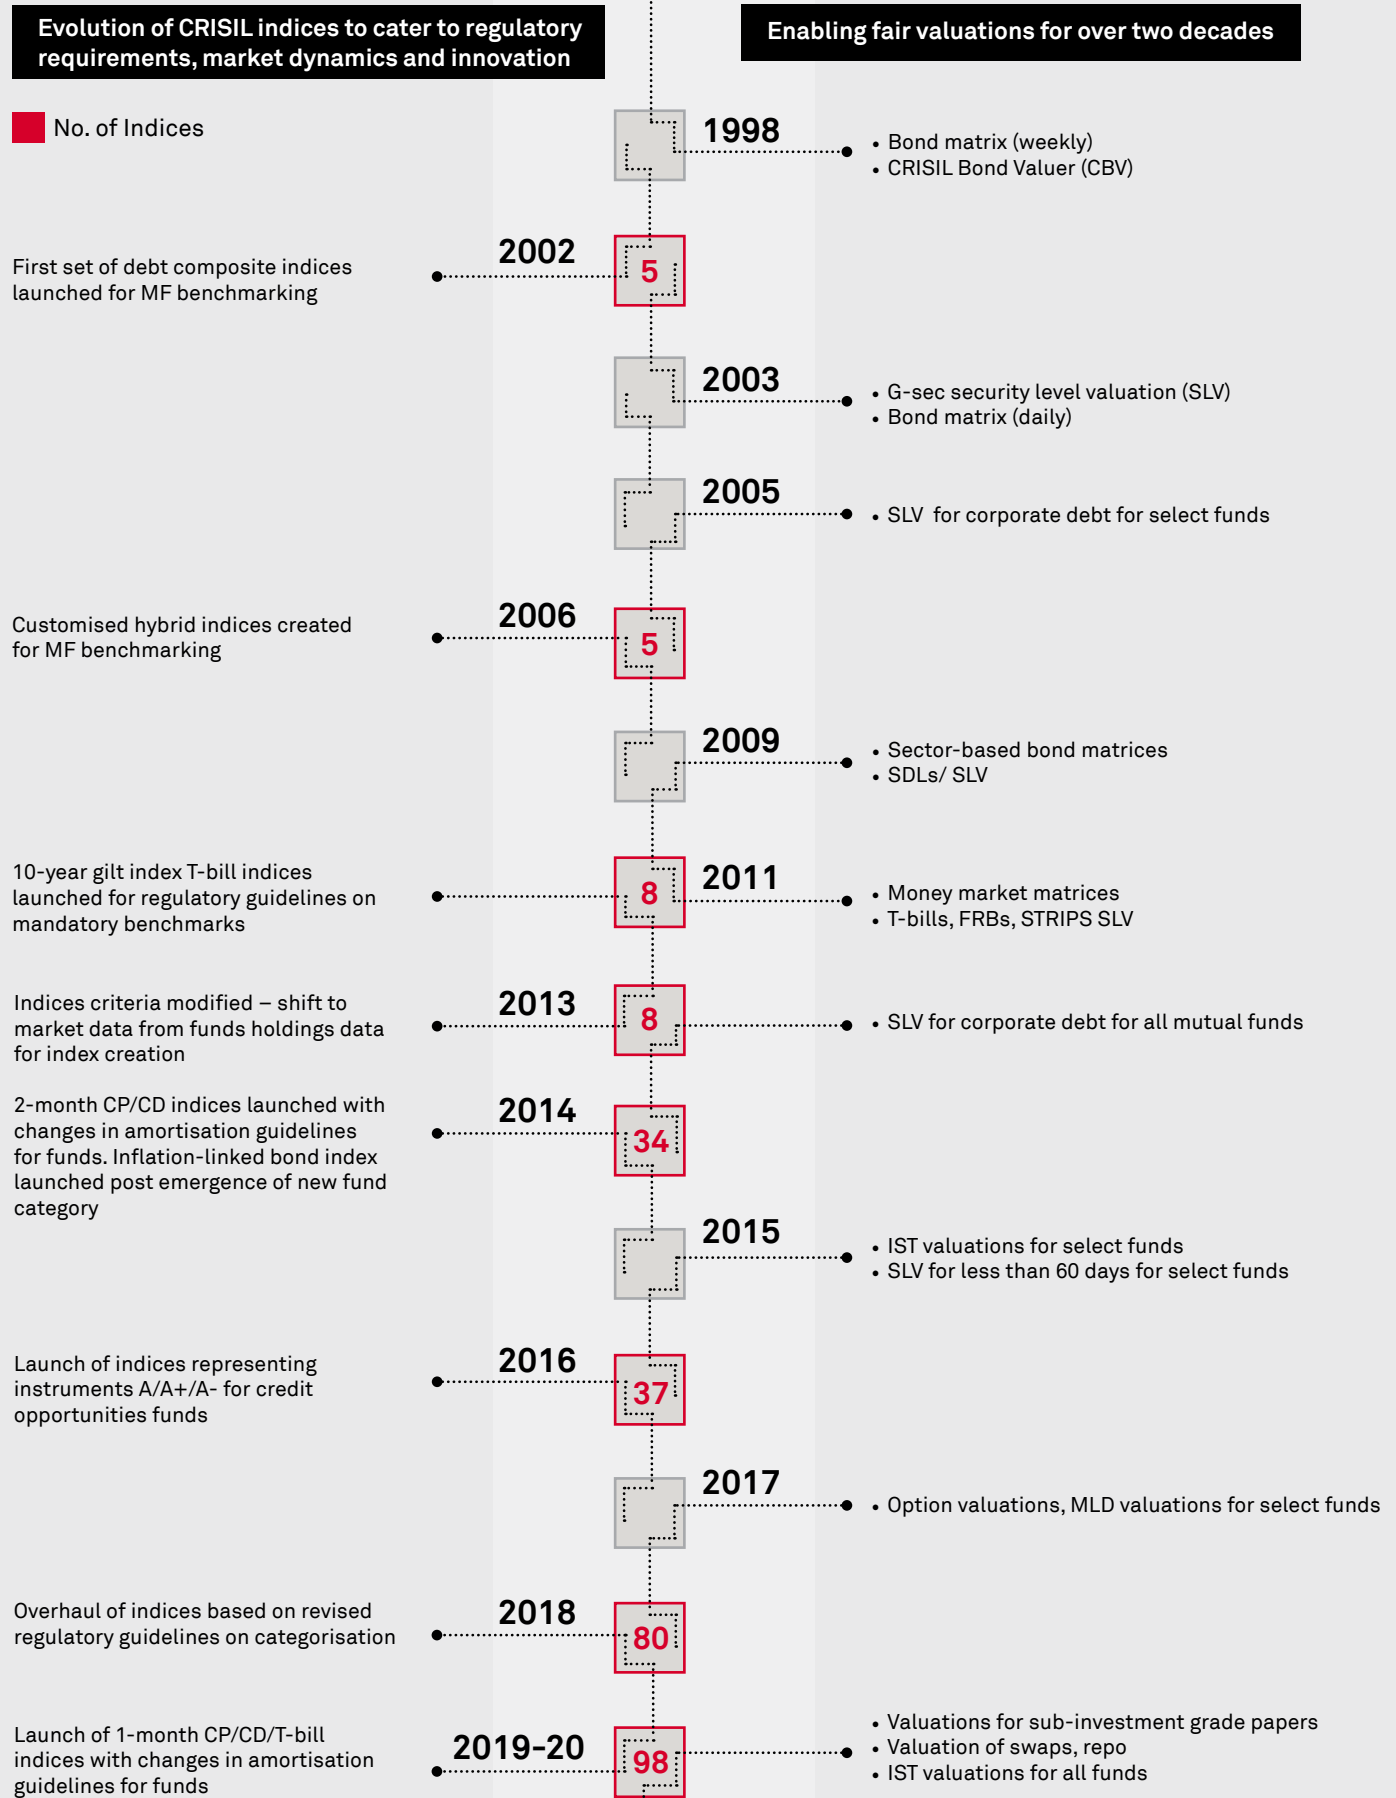 Evolution of CRISIL indices to cater to regulatory
requirements, market dynamics and innovation
Enabling fair valuations for over two decades
No. of Indices
1998
• Bond matrix (weekly)
• CRISIL Bond Valuer (CBV)
2002
First set of debt composite indices
launched for MF benchmarking
5
2003
• G-sec security level valuation (SLV)
• Bond matrix (daily)
2005
• SLV for corporate debt for select funds
2006
Customised hybrid indices created
for MF benchmarking
5
2009
• Sector-based bond matrices
• SDLs/ SLV
10-year gilt index T-bill indices
launched for regulatory guidelines on
mandatory benchmarks
8
2011
• Money market matrices
• T-bills, FRBs, STRIPS SLV
Indices criteria modified – shift to
market data from funds holdings data
for index creation
2013
8
• SLV for corporate debt for all mutual funds
2-month CP/CD indices launched with
changes in amortisation guidelines
for funds. Inflation-linked bond index
launched post emergence of new fund
category
2014
34
2015
• IST valuations for select funds
• SLV for less than 60 days for select funds
Launch of indices representing
instruments A/A+/A- for credit
opportunities funds
2016
37
2017
• Option valuations, MLD valuations for select funds
Overhaul of indices based on revised
regulatory guidelines on categorisation
2018
80
Launch of 1-month CP/CD/T-bill
indices with changes in amortisation
guidelines for funds
2019-20
98
• Valuations for sub-investment grade papers
• Valuation of swaps, repo
• IST valuations for all funds